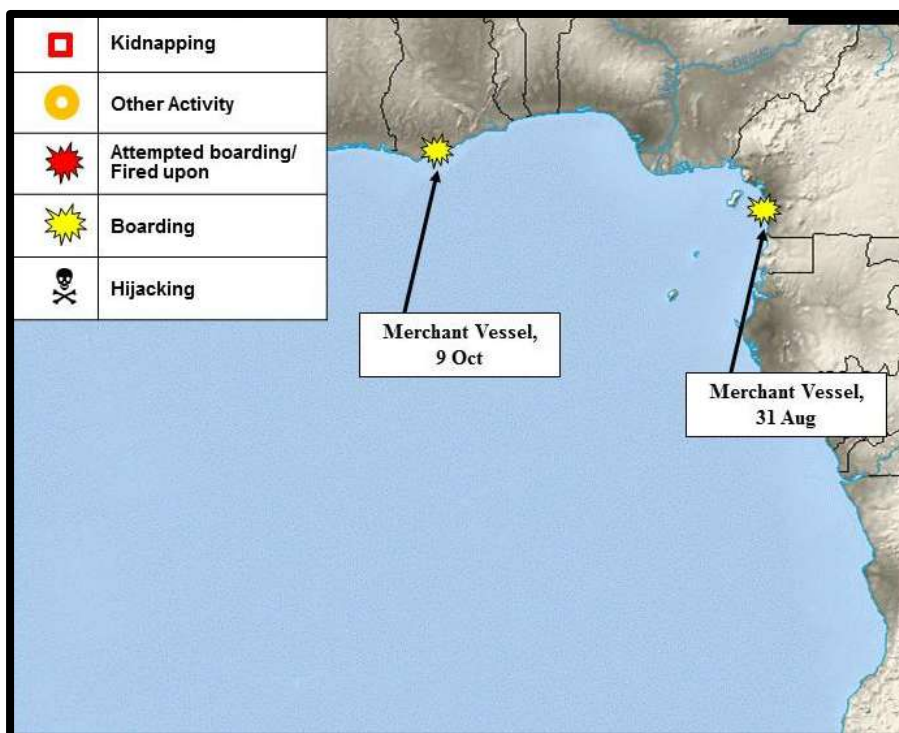 Kidnapping
Other Activity
Attempted boarding/
Fired upon
Boarding
Hijacking
Merchant Vessel,
9 Oct
Merchant Vessel,
31 Aug